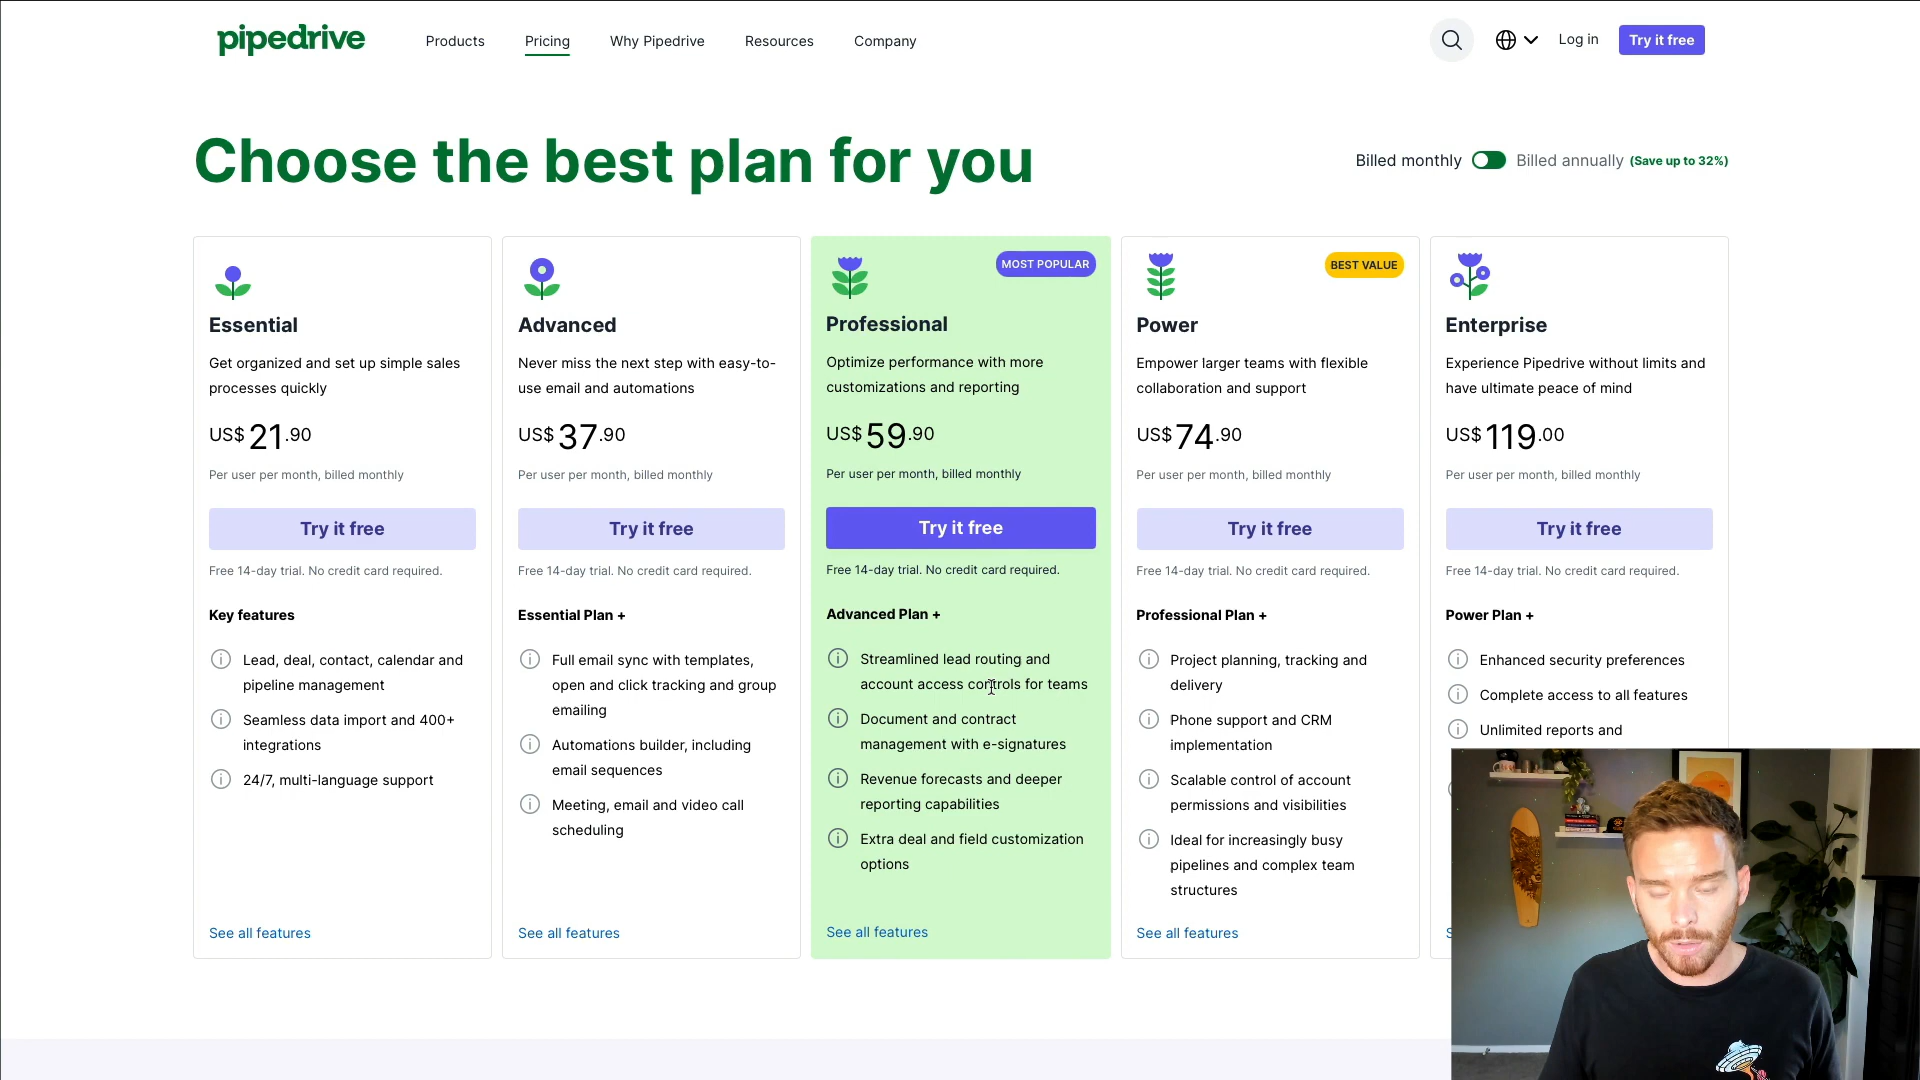 pipedrive
Products
Pricing
Why Pipedrive
Resources
Company
Log in
Try it free
Choose the best plan for you
Billed monthly
Billed annually (Save up to 32%)
Essential
Get organized and set up simple sales
processes quickly
US$ 21.90
Per user per month, billed monthly
Try it free
Free 14-day trial. No credit card required.
Key features
Lead, deal, contact, calendar and
pipeline management
Seamless data import and 400+
integrations
24/7, multi-language support
See all features
Advanced
Never miss the next step with easy-to-
use email and automations
US$ 37.90
Per user per month, billed monthly
Try it free
Free 14-day trial. No credit card required.
Essential Plan +
Full email sync with templates,
open and click tracking and group
emailing
Automations builder, including
email sequences
Meeting, email and video call
scheduling
See all features
MOST POPULAR
Professional
Optimize performance with more
customizations and reporting
US$ 59.90
Per user per month, billed monthly
Try it free
Free 14-day trial. No credit card required.
Advanced Plan +
Streamlined lead routing and
account access controls for teams
Document and contract
management with e-signatures
Revenue forecasts and deeper
reporting capabilities
Extra deal and field customization
options
See all features
BEST VALUE
Power
Empower larger teams with flexible
collaboration and support
US$ 74.90
Per user per month, billed monthly
Try it free
Free 14-day trial. No credit card required.
Professional Plan +
Project planning, tracking and
delivery
Phone support and CRM
implementation
Scalable control of account
permissions and visibilities
Ideal for increasingly busy
pipelines and complex team
structures
See all features
Enterprise
Experience Pipedrive without limits and
have ultimate peace of mind
US$ 119.00
Per user per month, billed monthly
Try it free
Free 14-day trial. No credit card required.
Power Plan +
Enhanced security preferences
Complete access to all features
Unlimited reports and